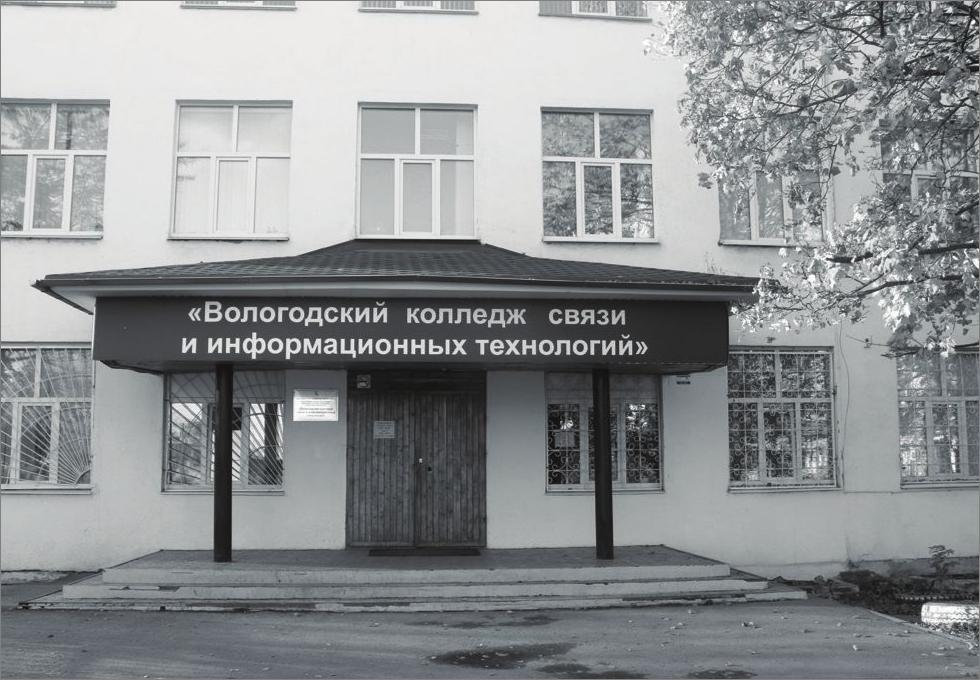 «Вологодский колледж связи
и информационных технологий»